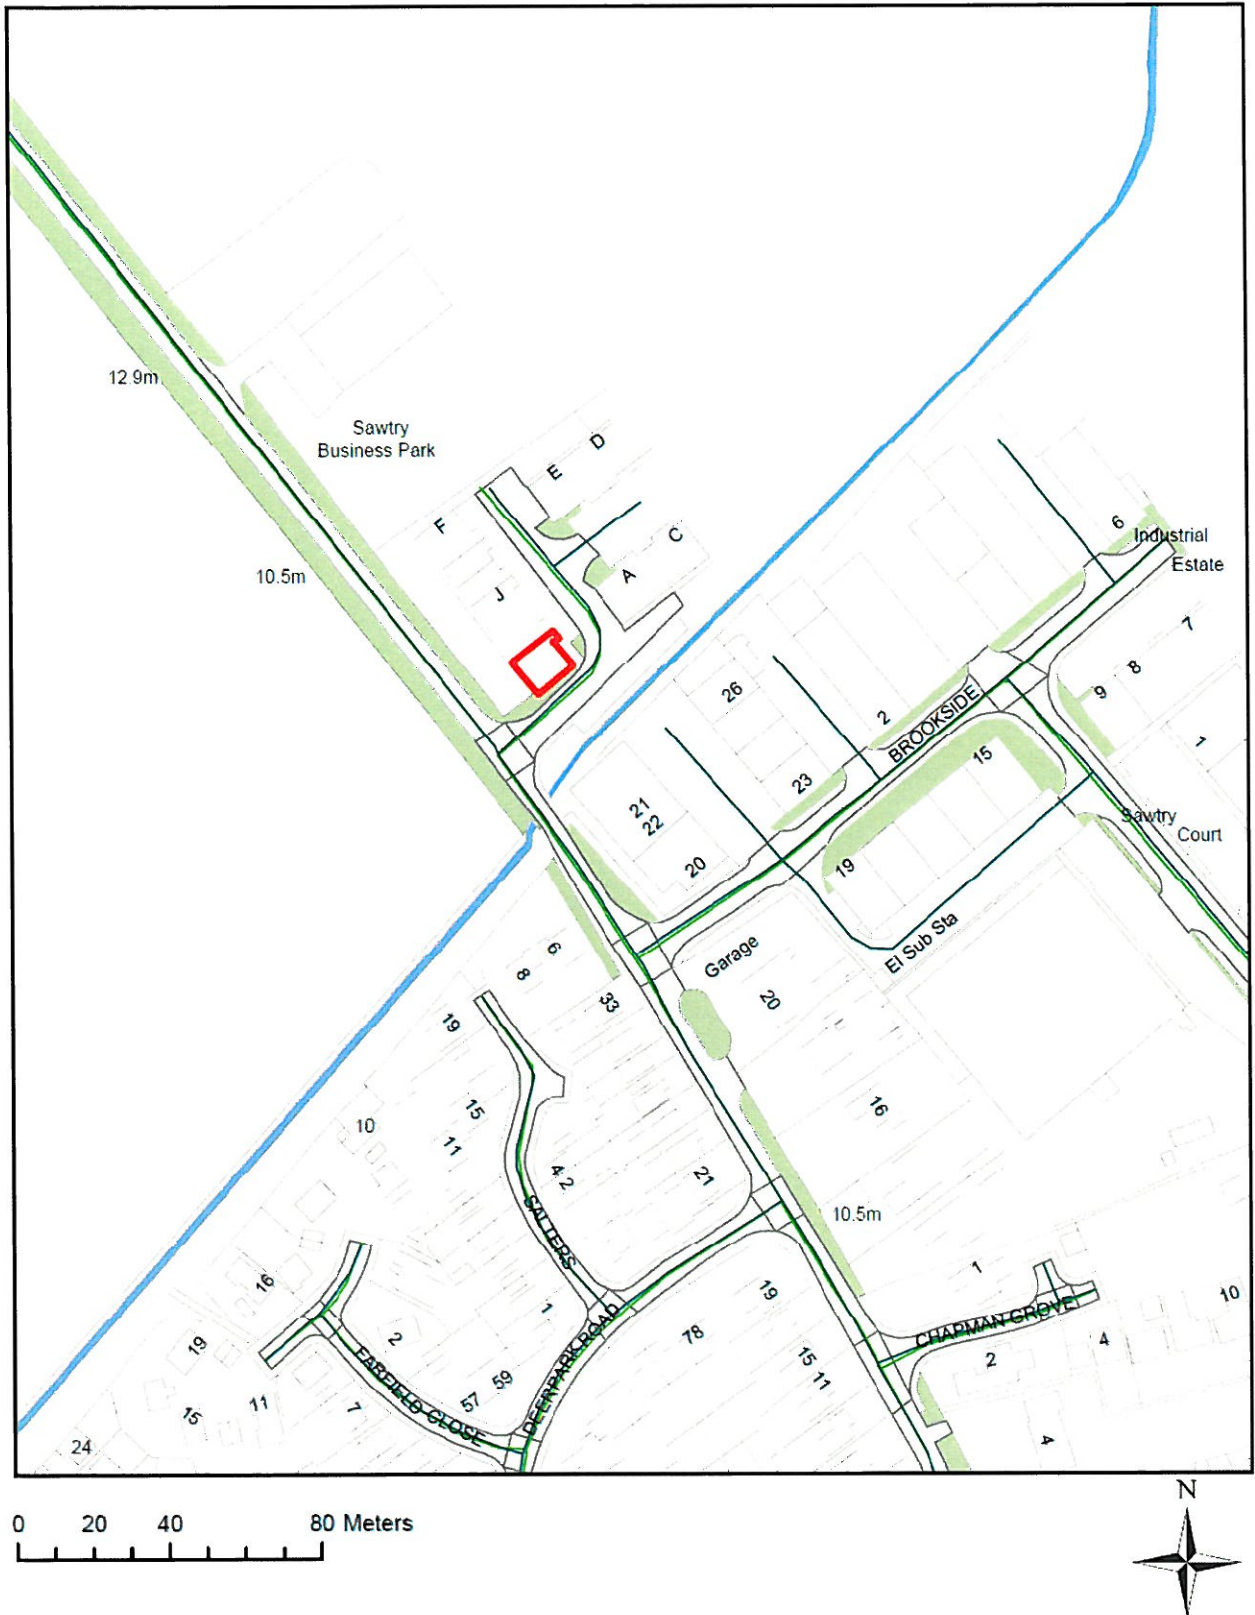 12.9m
Sawtry
Business Park
D
E
F
C
A
J
10.5m
6
Industrial
Estate
7
8
9
1
26
2
BROOKSIDE
15
23
21
22
20
19
Sawtry
Court
El Sub Sta
Garage
20
6
8
33
19
16
15
11
10
4 2
21
SALTERS
10.5m
16
19
2
1
DEERPARK ROAD
78
19
15 11
1
CHAPMAN GROVE
10
4
2
4
FARFIELD CLOSE
57 59
7
11
15
24
N
0 20 40 80 Meters